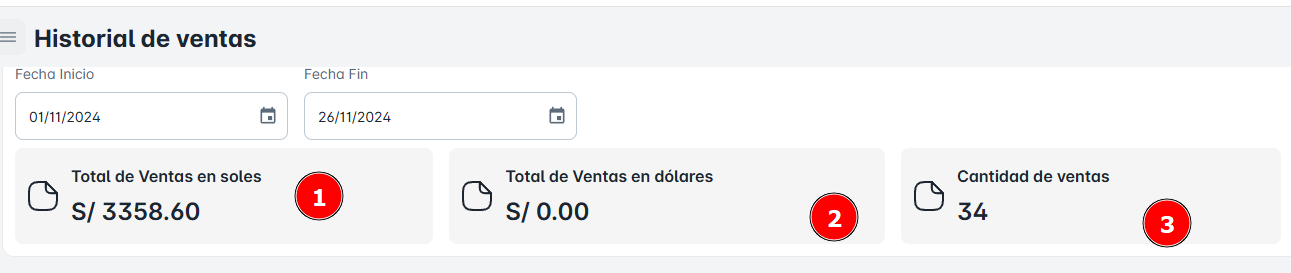 Historial de ventas
Fecha Inicio
Fecha Fin
01/11/2024
26/11/2024
Total de Ventas en soles
S/ 3358.60
1
Total de Ventas en dólares
S/ 0.00
2
Cantidad de ventas
34
3